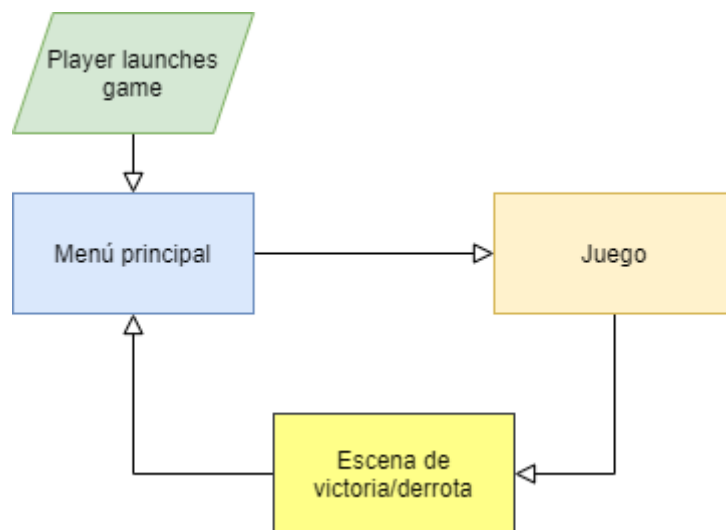 Player launches
game
Menú principal
Juego
Escena de
victoria/derrota